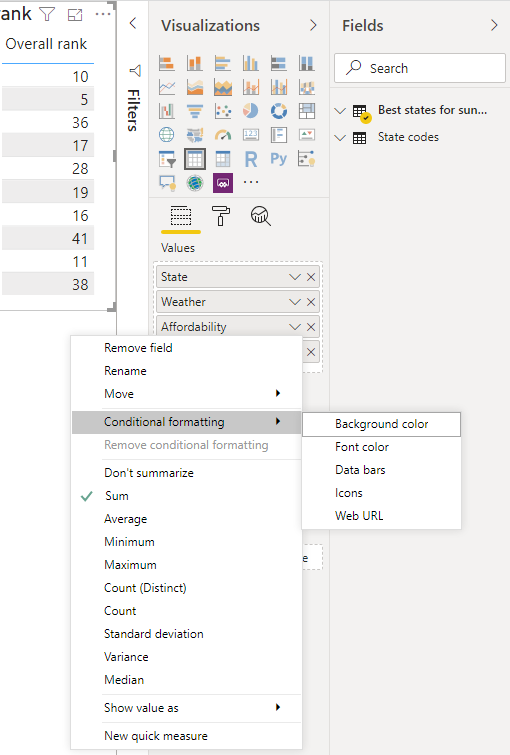 rank
Overall rank
10
5
36
17
28
19
16
41
11
38
Filters
Visualizations
123
R
Py
...
Values
State
Weather
Affordability
e
Fields
Search
Best states for sun...
State codes
Remove field
Rename
Move
Conditional formatting
Remove conditional formatting
Don't summarize
Sum
Average
Minimum
Maximum
Count (Distinct)
Count
Standard deviation
Variance
Median
Show value as
New quick measure
Background color
Font color
Data bars
Icons
Web URL